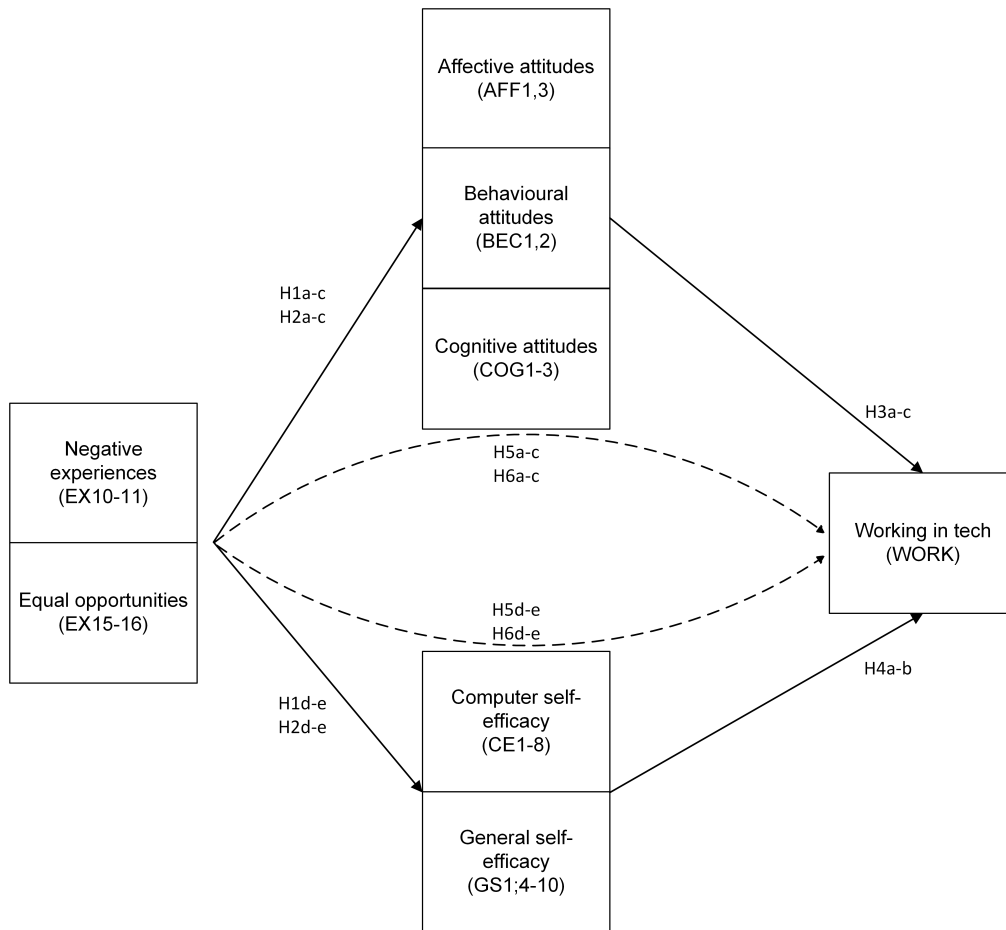 Affective attitudes
(AFF1,3)
Behavioural
attitudes
(BEC1,2)
H1a-c
H2a-c
Cognitive attitudes
(COG1-3)
H3a-c
Negative
experiences
(EX10-11)
H5a-c
H6a-c
Working in tech
(WORK)
Equal opportunities
(EX15-16)
H5d-e
H6d-e
H4a-b
H1d-e
H2d-e
Computer self-
efficacy
(CE1-8)
General self-
efficacy
(GS1;4-10)